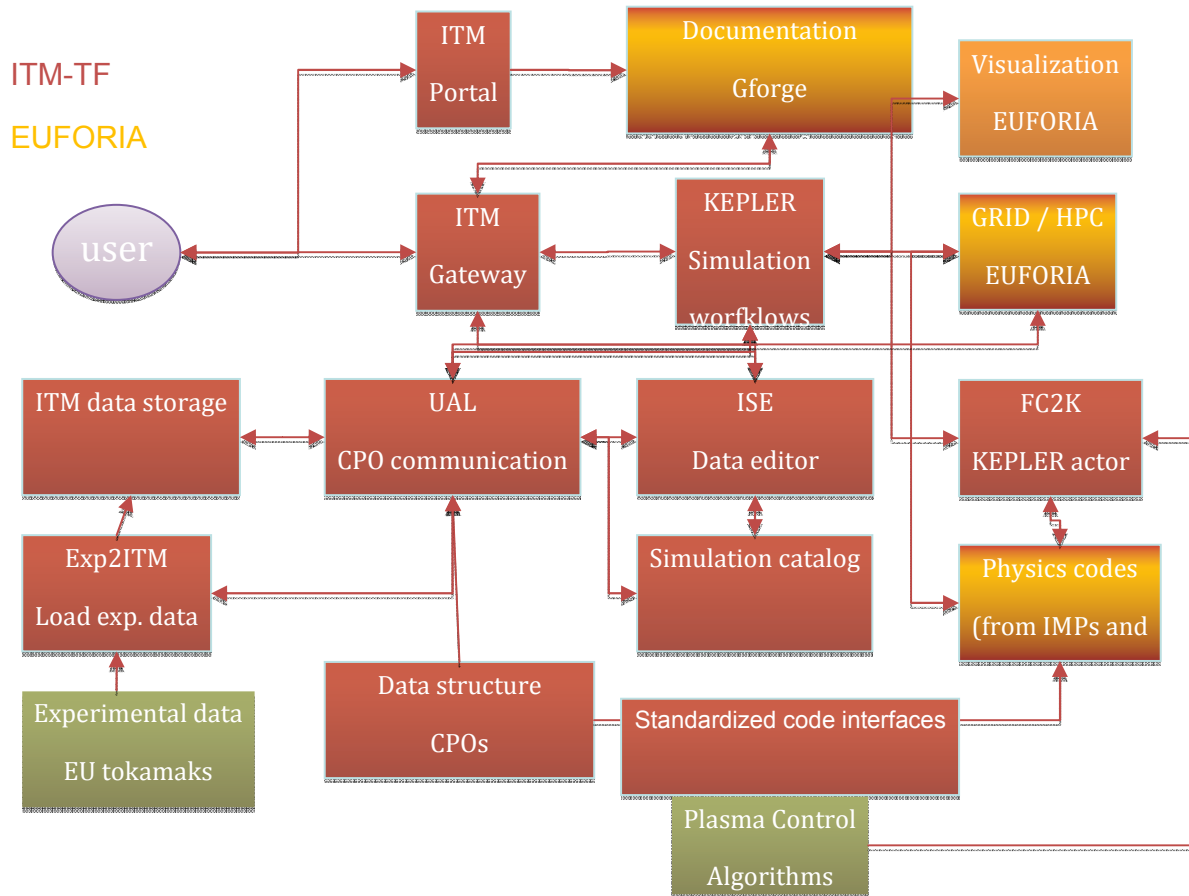 ITM-TF
EUFORIA
ITM
Portal
Documentation
Gforge
Visualization
EUFORIA
user
ITM
Gateway
KEPLER
Simulation
worfklows
GRID / HPC
EUFORIA
ITM data storage
UAL
CPO communication
ISE
Data editor
FC2K
KEPLER actor
Exp2ITM
Load exp. data
Simulation catalog
Physics codes
(from IMPs and
Experimental data
EU tokamaks
Data structure
CPOs
Standardized code interfaces
Plasma Control
Algorithms